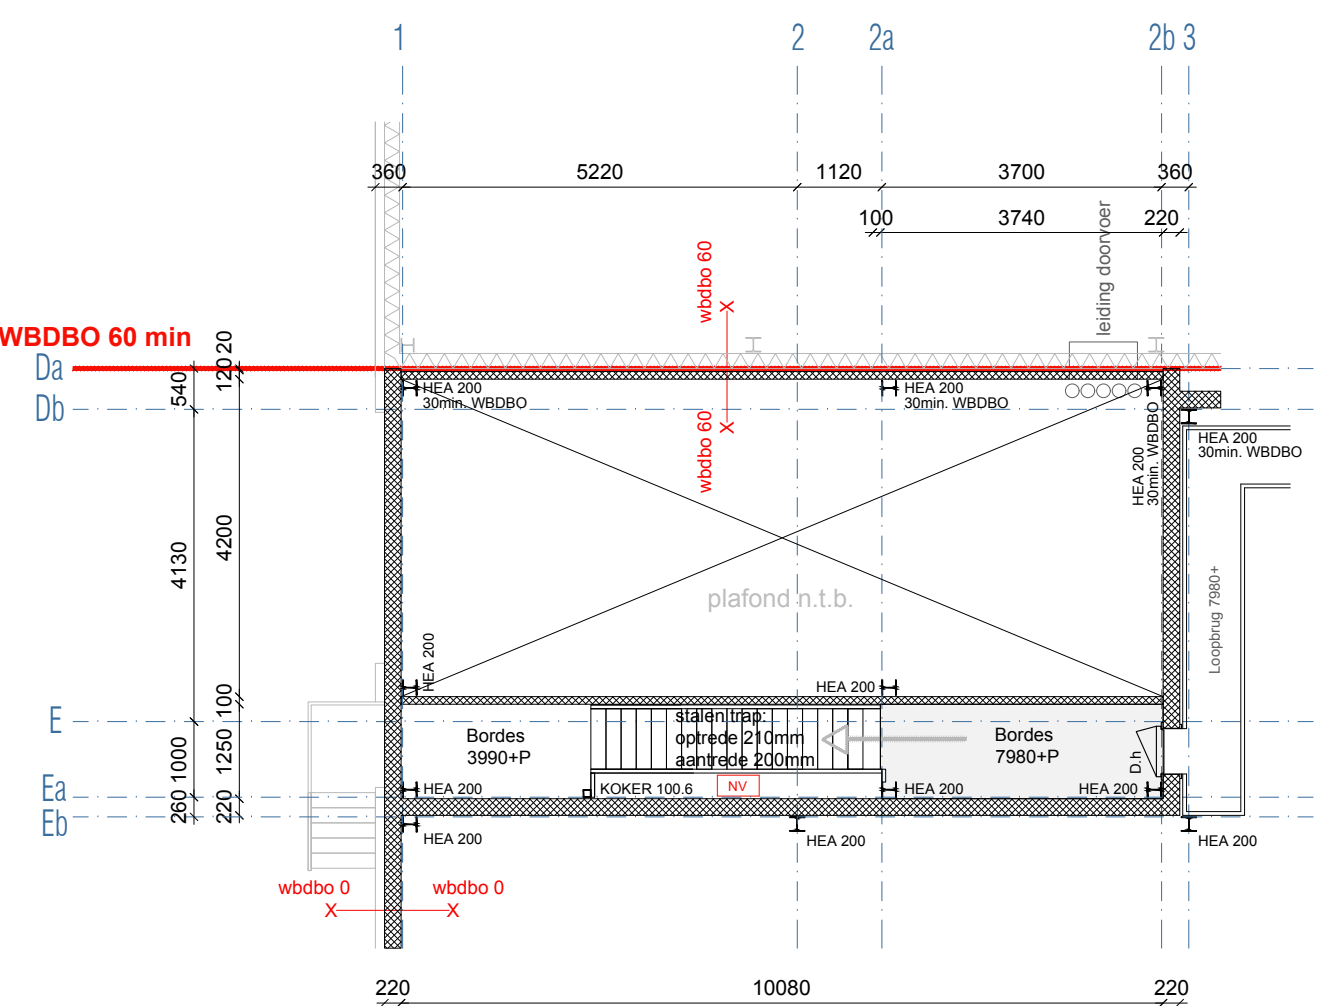 1
2
2a
2b
3
360
5220
1120
3700
360
100
3740
220
leiding doorvoer
wbdbo 60
WBDBO 60 min
Da
20
120
540
Db
HEA 200
30min. WBDBO
HEA 200
30min. WBDBO
HEA 200
30min. WBDBO
HEA 200
30min. WBDBO
wbdbo 60
4130
4200
plafond n.t.b.
Loopbrug 7980+
HEA 200
HEA 200
100
E
1000
1250
Bordes
3990+P
stalen trap:
optrede 210mm
aantrede 200mm
Bordes
7980+P
D.h
Ea
260
220
Eb
HEA 200
KOKER 100.6
NV
HEA 200
HEA 200
HEA 200
HEA 200
HEA 200
wbdbo 0
wbdbo 0
220
10080
220